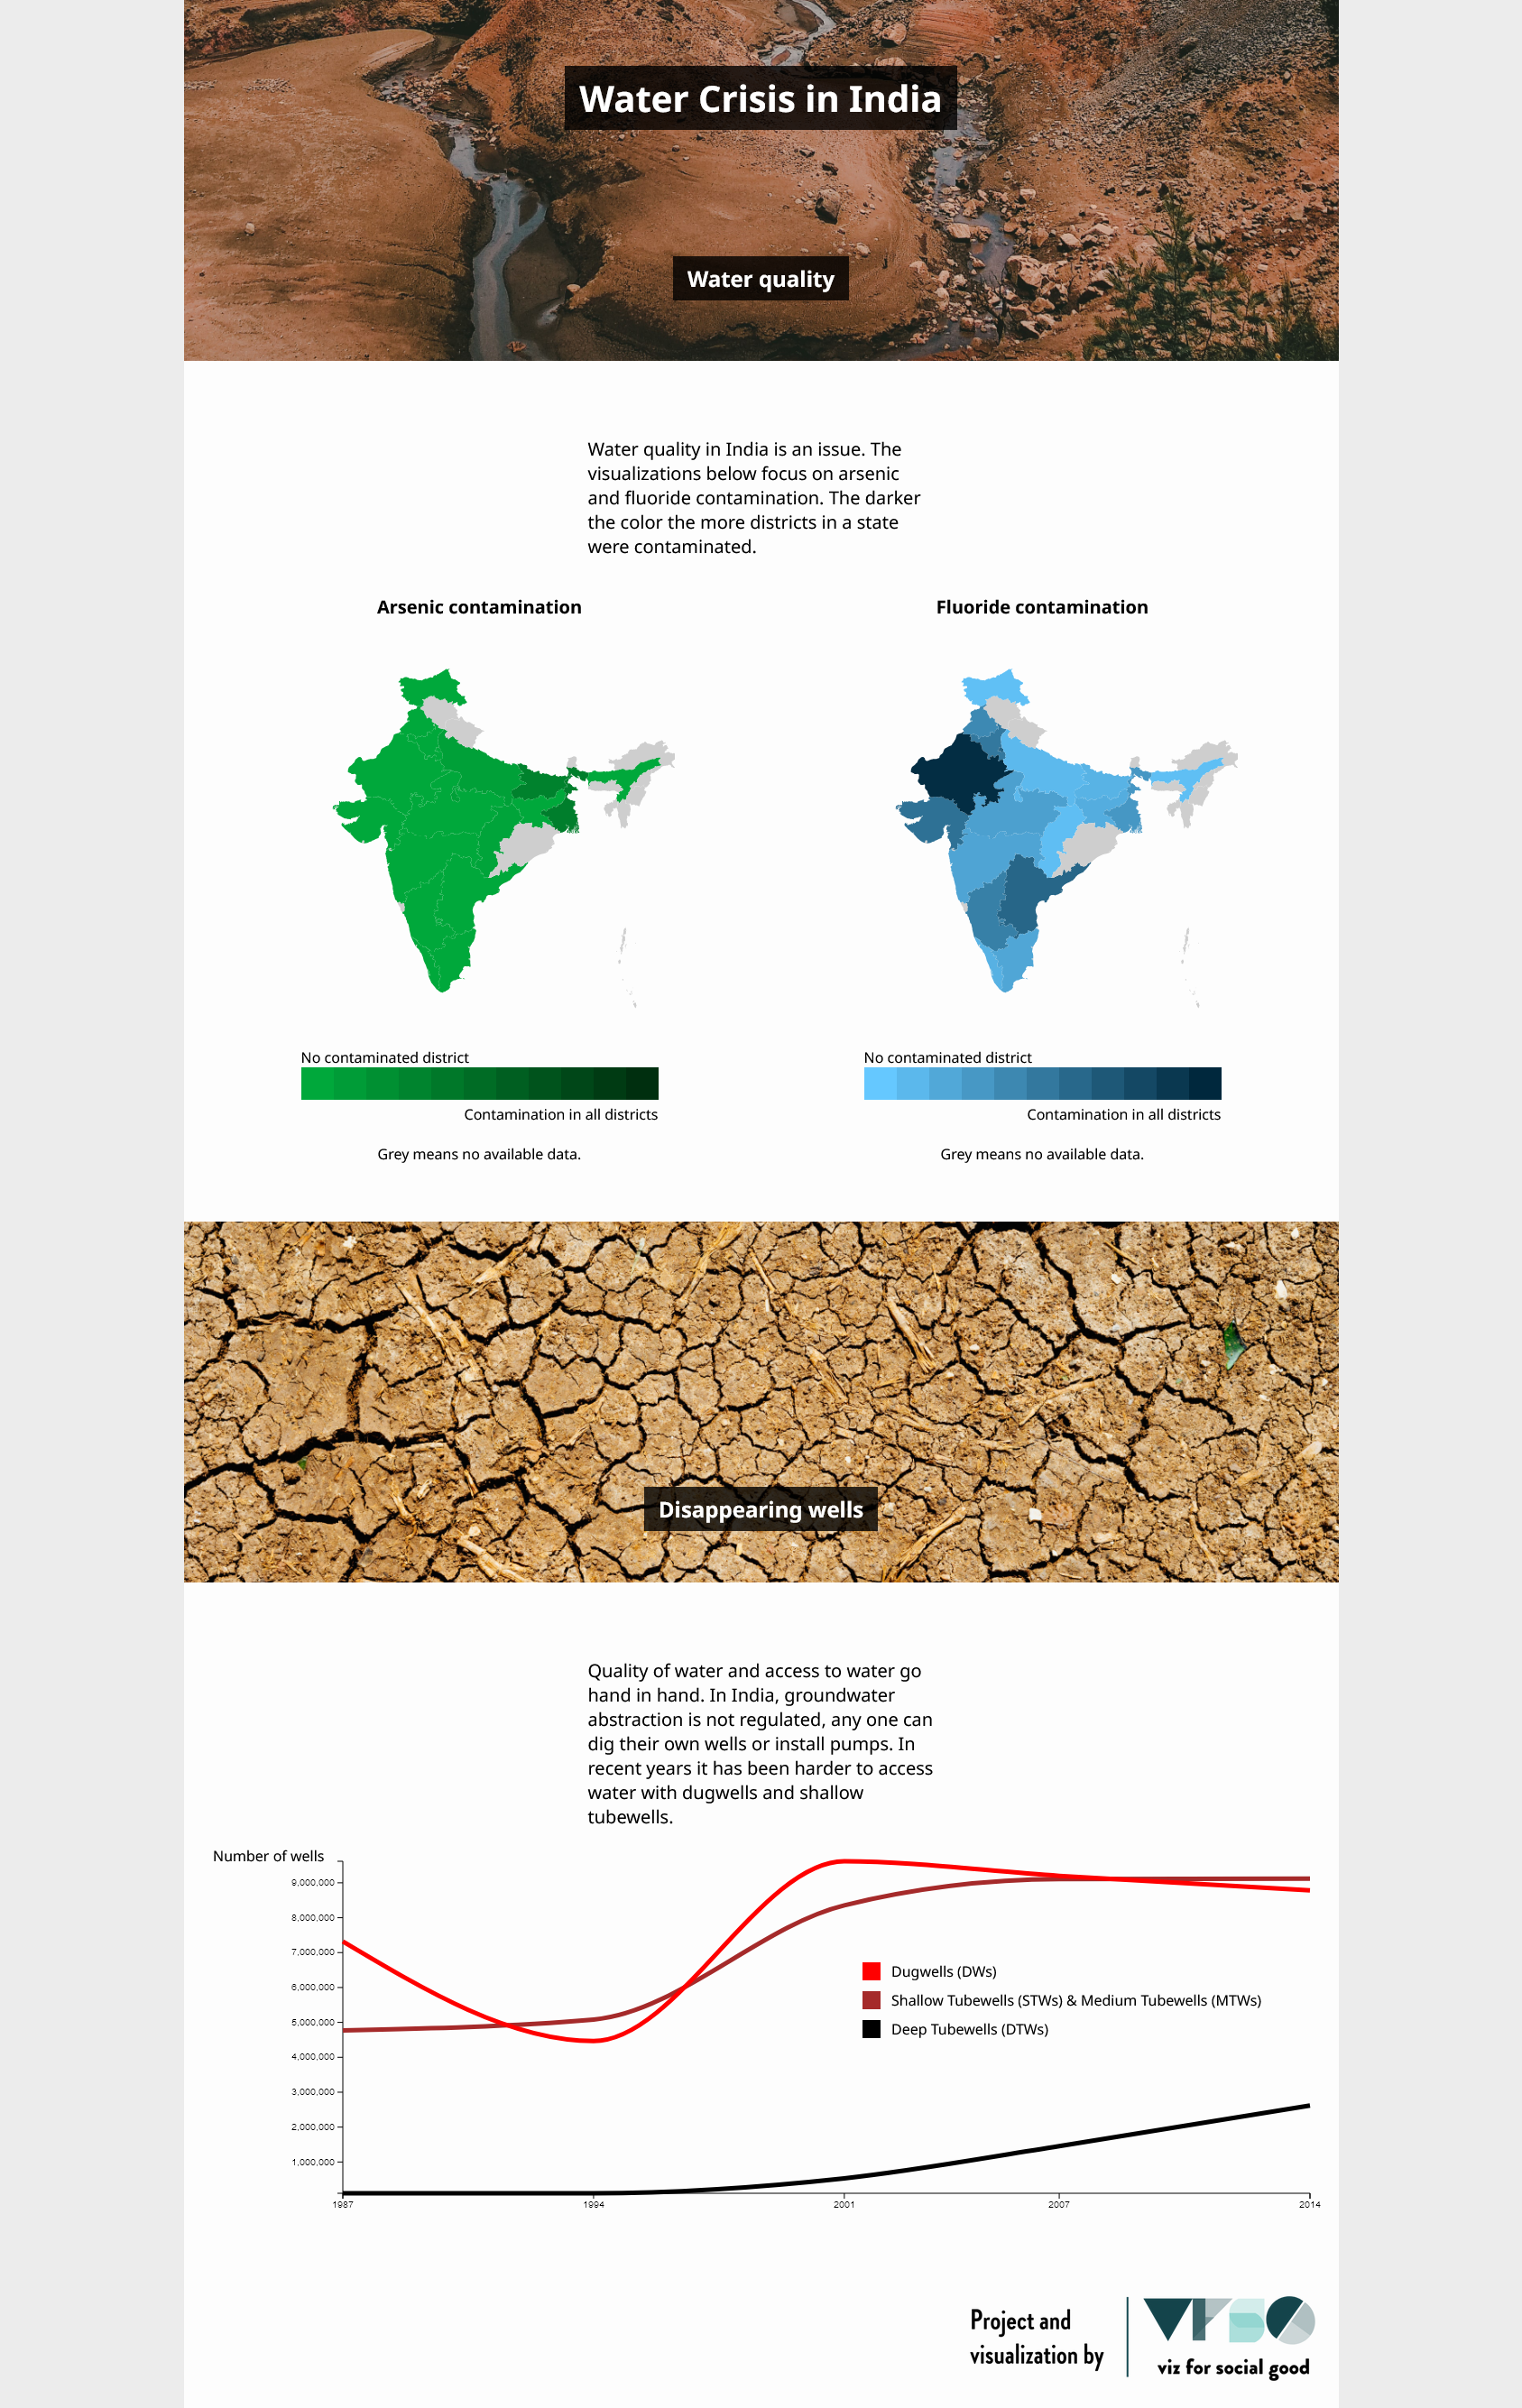 Water Crisis in India
Water quality
Water quality in India is an issue. The
visualizations below focus on arsenic
and fluoride contamination. The darker
the color the more districts in a state
were contaminated.
Arsenic contamination
Fluoride contamination
No contaminated district
Contamination in all districts
Grey means no available data.
No contaminated district
Contamination in all districts
Grey means no available data.
Disappearing wells
Quality of water and access to water go
hand in hand. In India, groundwater
abstraction is not regulated, any one can
dig their own wells or install pumps. In
recent years it has been harder to access
water with dugwells and shallow
tubewells.
Number of wells
9,000,000
8,000,000
7,000,000
6,000,000
5,000,000
4,000,000
3,000,000
2,000,000
1,000,000
Dugwells (DWs)
Shallow Tubewells (STWs) & Medium Tubewells (MTWs)
Deep Tubewells (DTWs)
1987 1994 2001 2007 2014
Project and
visualization by
viz for social good